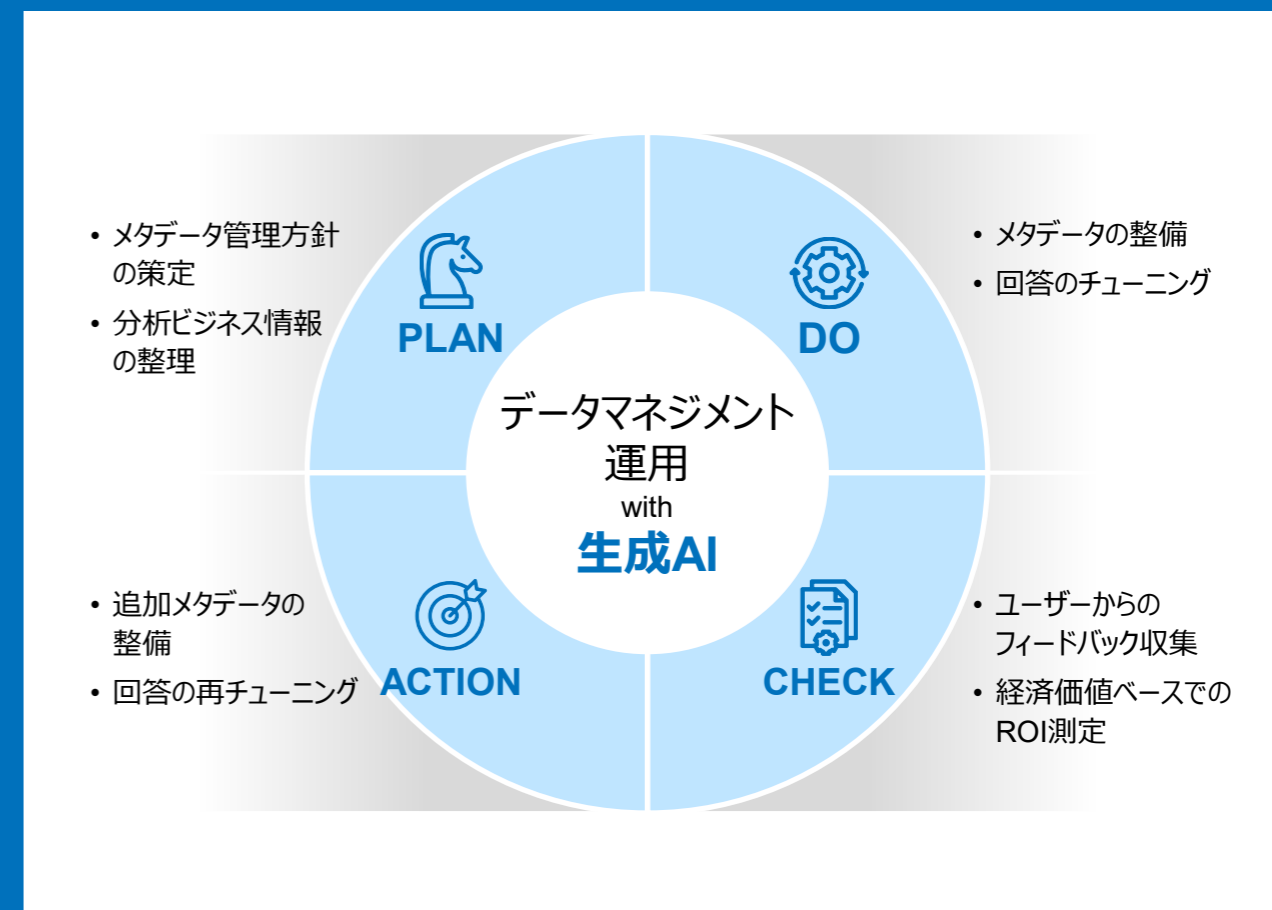 • メタデータ管理方針
の策定
• 分析ビジネス情報
の整理
PLAN
DO
• メタデータの整備
• 回答のチューニング
データマネジメント
運用
with
生成AI
• 追加メタデータの
整備
• 回答の再チューニング
ACTION
CHECK
• ユーザーからの
フィードバック収集
• 経済価値ベースでの
ROI測定